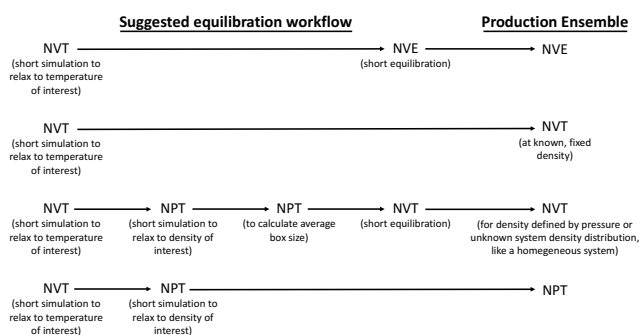 Suggested equilibration workflow
Production Ensemble
NVT
(short simulation to
relax to temperature
of interest)
NVE
(short equilibration)
NVE
NVT
(short simulation to
relax to temperature
of interest)
NVT
(at known, fixed
density)
NVT
(short simulation to
relax to temperature
of interest)
NPT
(short simulation to
relax to density of
interest)
NPT
(to calculate average
box size)
NVT
(short equilibration)
NVT
(for density defined by pressure or
unknown system density distribution,
like a homogeneous system)
NVT
(short simulation to
relax to temperature
of interest)
NPT
(short simulation to
relax to density of
interest)
NPT